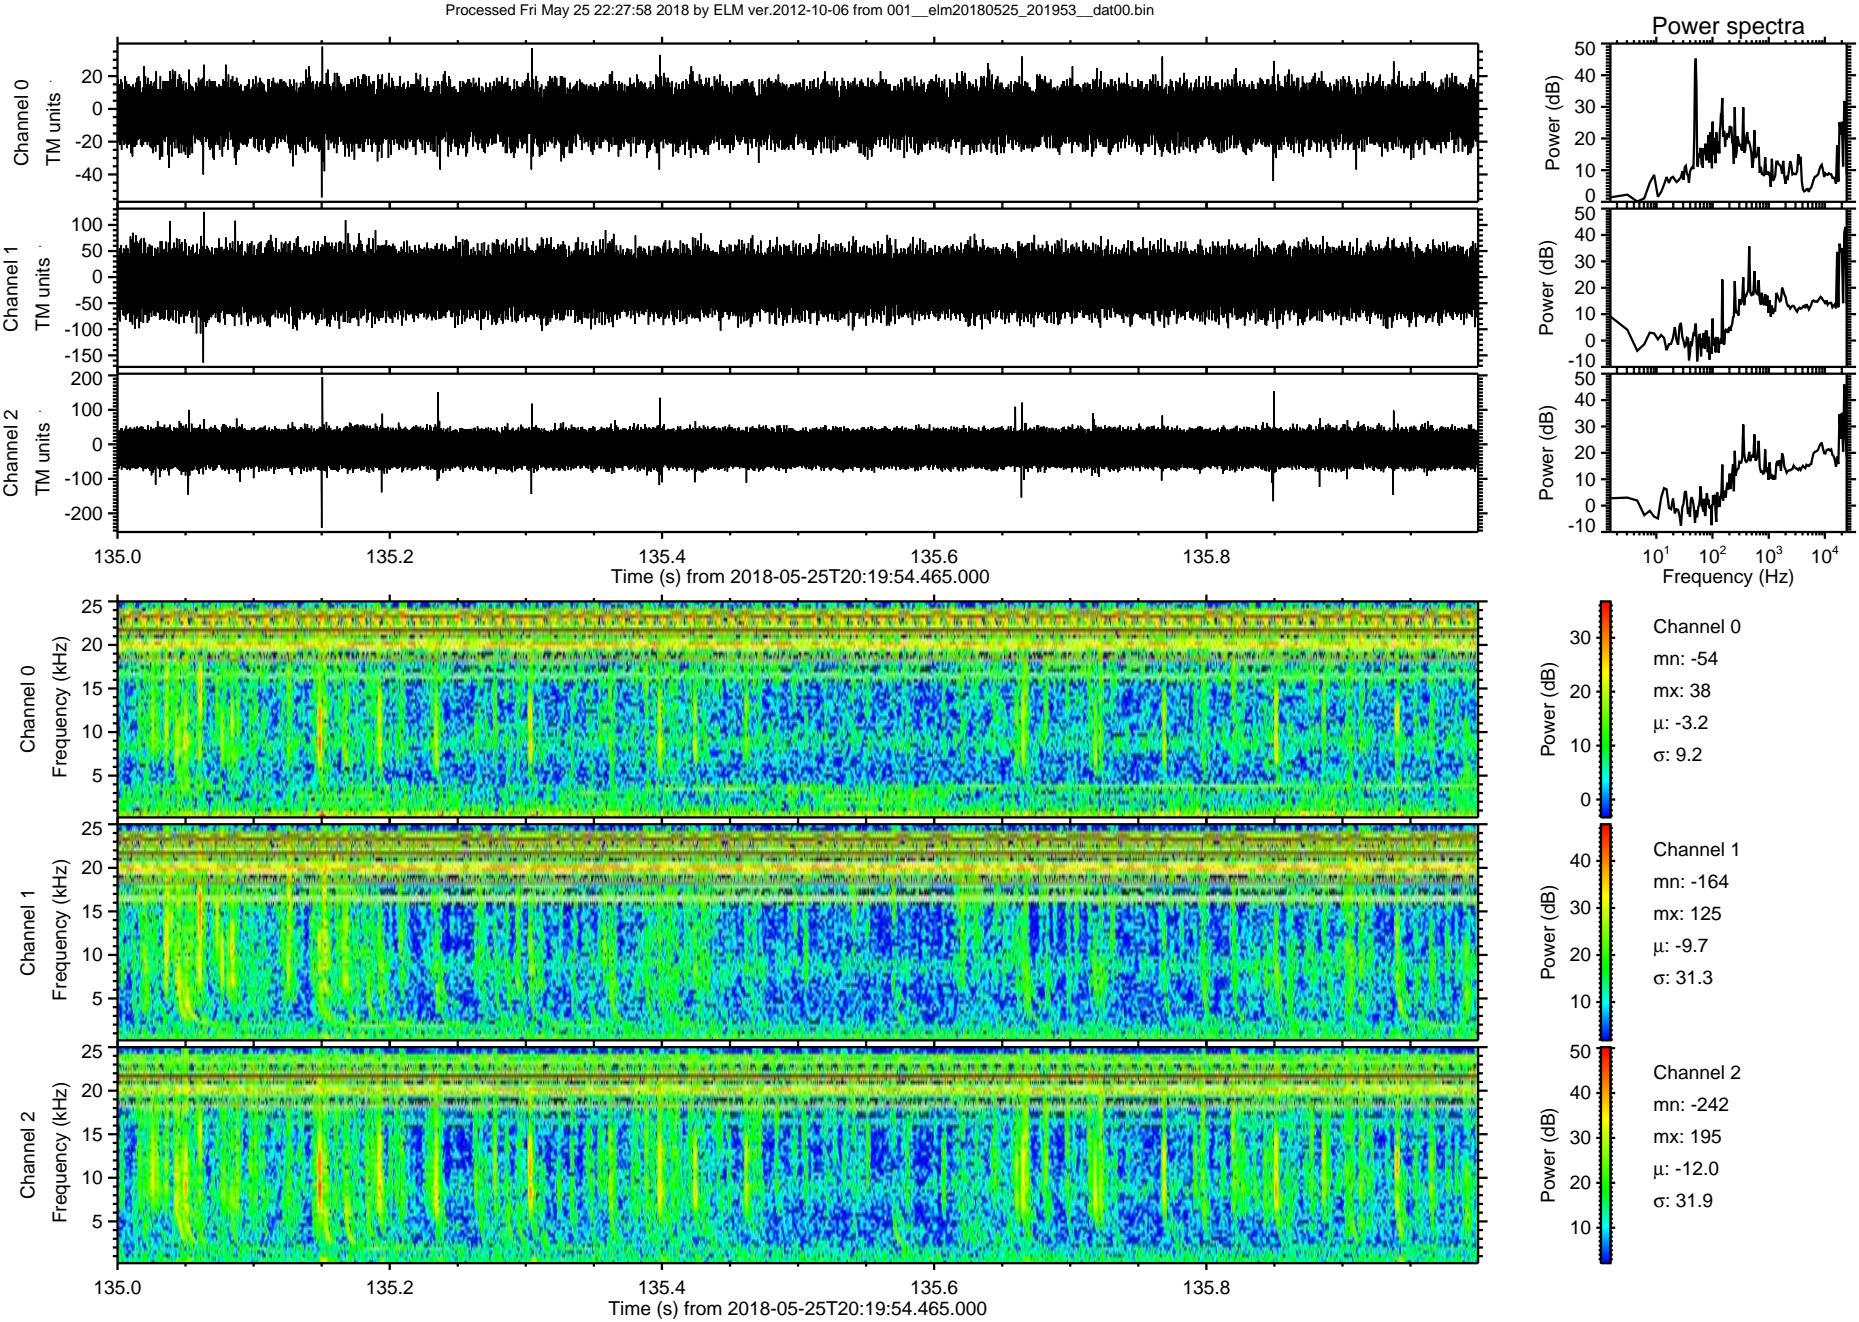 Processed Fri May 25 22:27:58 2018 by ELM ver.2012-10-06 from 001__elm20180525_201953__dat00.bin
Power spectra
Channel 0
TM units
20
0
-20
-40
Power (dB)
50
40
30
20
10
0
Channel 1
TM units
100
50
0
-50
-100
-150
Power (dB)
50
40
30
20
10
0
-10
Channel 2
TM units
200
100
0
-100
-200
Power (dB)
50
40
30
20
10
0
-10
135.0 135.2 135.4 135.6 135.8
Time (s) from 2018-05-25T20:19:54.465.000
10^1 10^2 10^3 10^4
Frequency (Hz)
Channel 0
Frequency (kHz)
25
20
15
10
5
Power (dB)
30
20
10
0
Channel 0
mn: -54
mx: 38
μ: -3.2
σ: 9.2
Channel 1
Frequency (kHz)
25
20
15
10
5
Power (dB)
40
30
20
10
Channel 1
mn: -164
mx: 125
μ: -9.7
σ: 31.3
Channel 2
Frequency (kHz)
25
20
15
10
5
Power (dB)
50
40
30
20
10
Channel 2
mn: -242
mx: 195
μ: -12.0
σ: 31.9
135.0 135.2 135.4 135.6 135.8
Time (s) from 2018-05-25T20:19:54.465.000